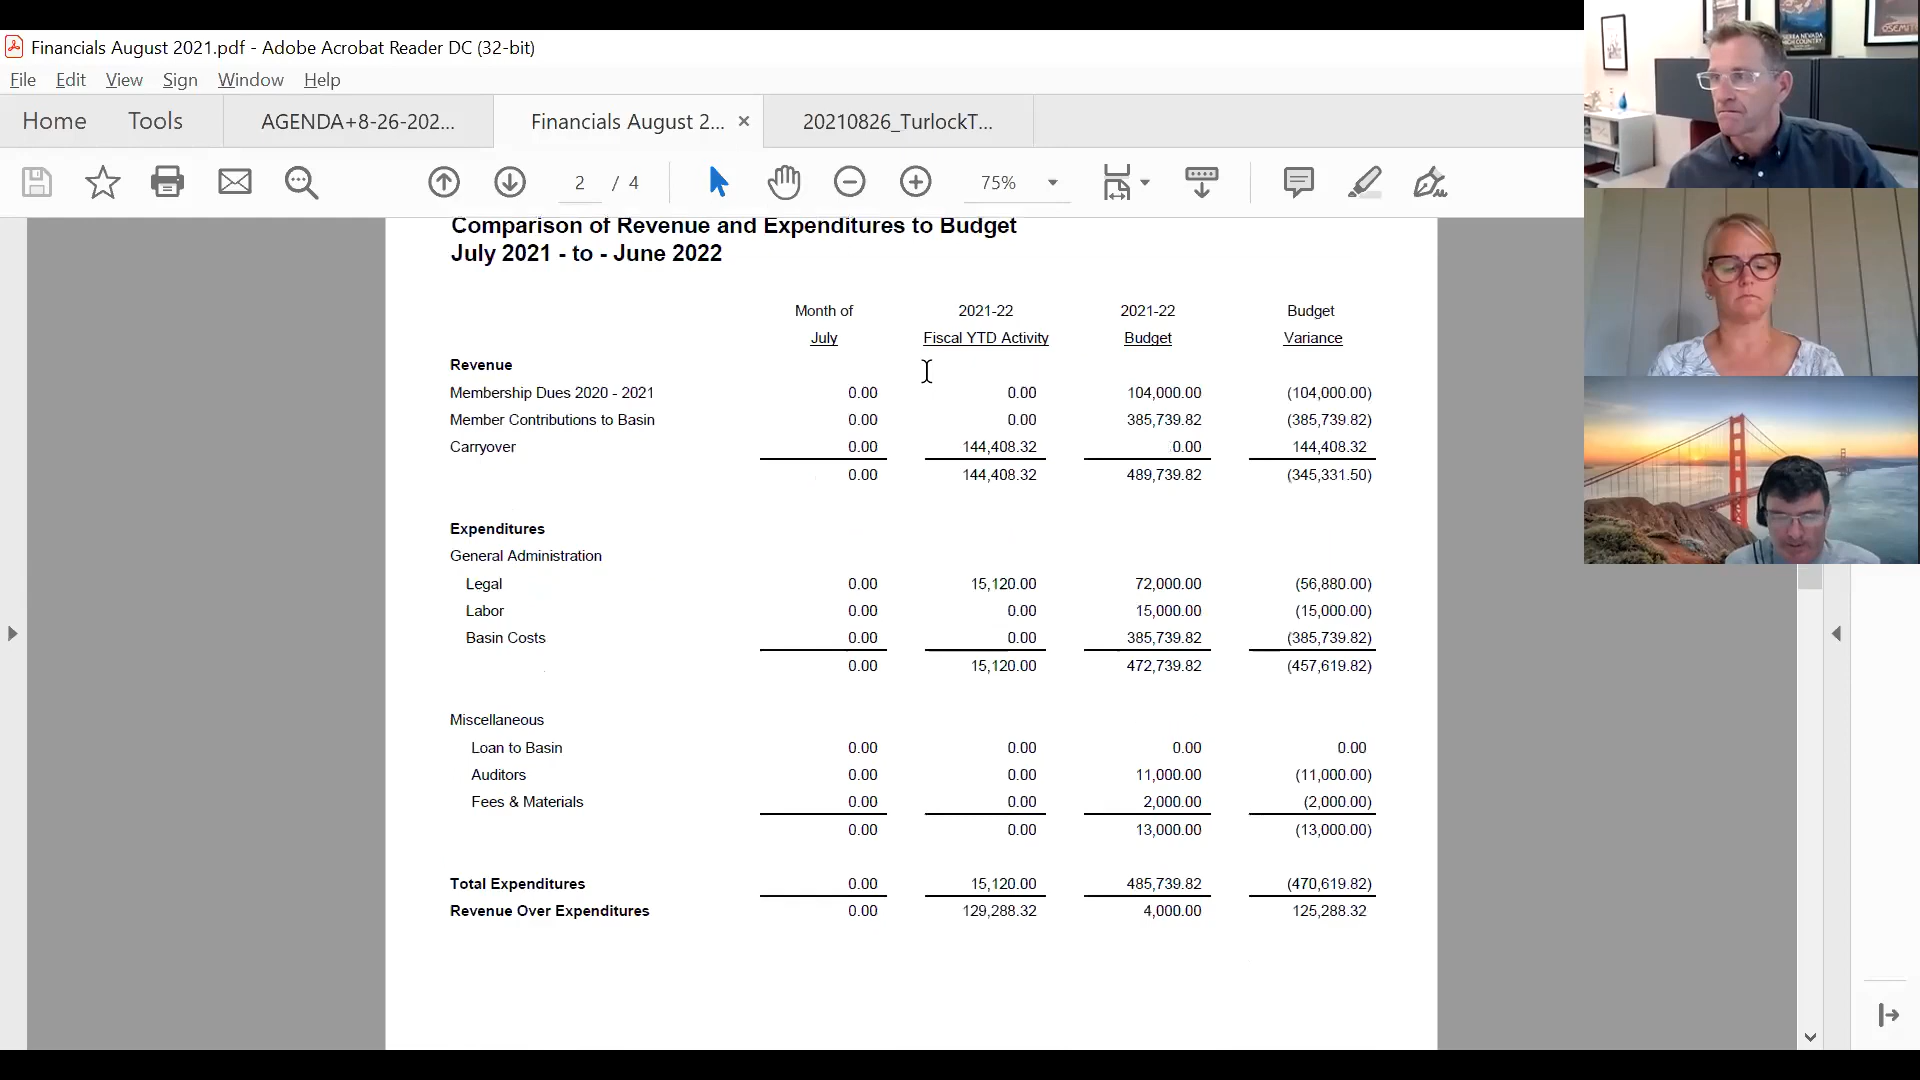 Financials August 2021.pdf - Adobe Acrobat Reader DC (32-bit)
File Edit View Sign Window Help
Home Tools AGENDA+8-26-202... Financials August 2... × 20210826_TurlockT...
2 / 4 75%
Comparison of Revenue and Expenditures to Budget
July 2021 - to - June 2022
Month of 2021-22 2021-22 Budget
July Fiscal YTD Activity Budget Variance
Revenue
Membership Dues 2020 - 2021 0.00 0.00 104,000.00 (104,000.00)
Member Contributions to Basin 0.00 0.00 385,739.82 (385,739.82)
Carryover 0.00 144,408.32 0.00 144,408.32
0.00 144,408.32 489,739.82 (345,331.50)
Expenditures
General Administration
Legal 0.00 15,120.00 72,000.00 (56,880.00)
Labor 0.00 0.00 15,000.00 (15,000.00)
Basin Costs 0.00 0.00 385,739.82 (385,739.82)
0.00 15,120.00 472,739.82 (457,619.82)
Miscellaneous
Loan to Basin 0.00 0.00 0.00 0.00
Auditors 0.00 0.00 11,000.00 (11,000.00)
Fees & Materials 0.00 0.00 2,000.00 (2,000.00)
0.00 0.00 13,000.00 (13,000.00)
Total Expenditures 0.00 15,120.00 485,739.82 (470,619.82)
Revenue Over Expenditures 0.00 129,288.32 4,000.00 125,288.32